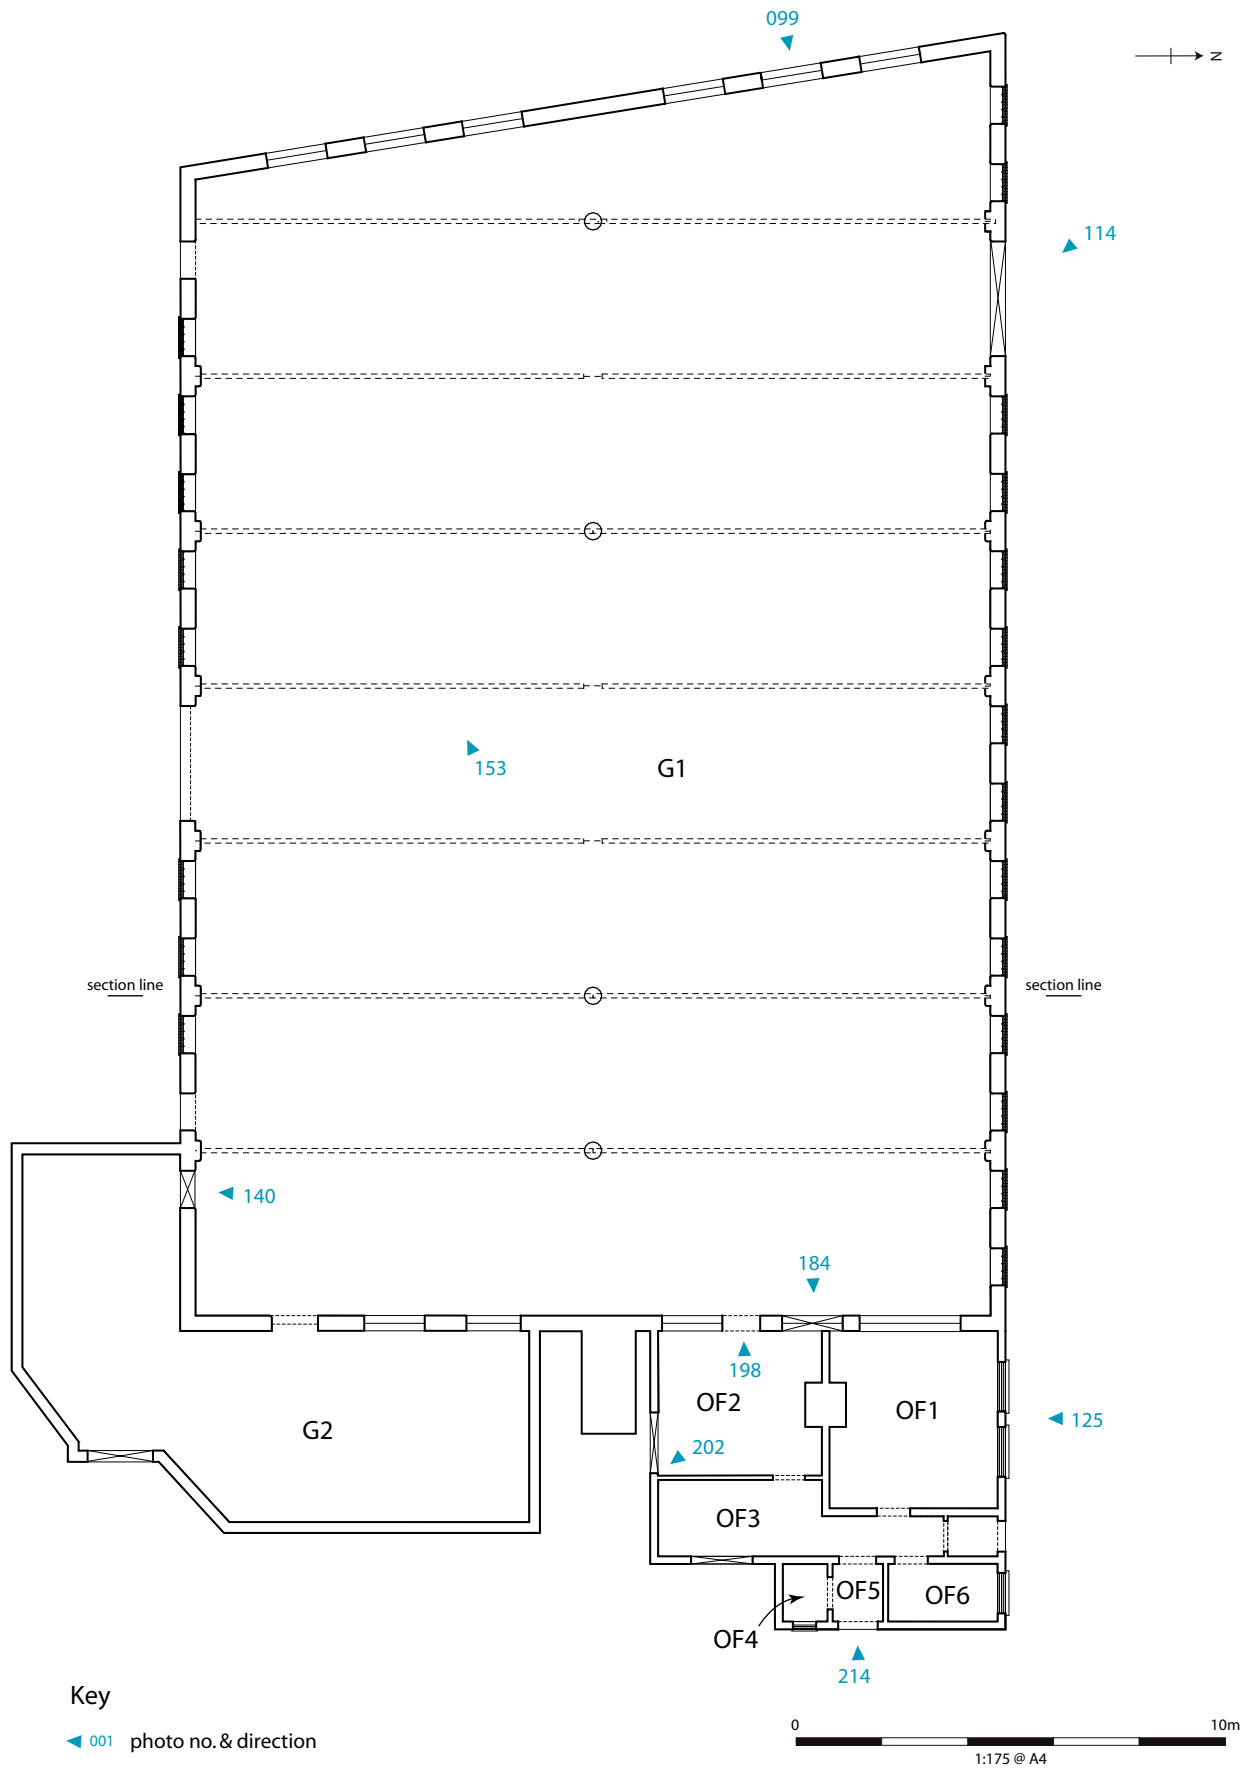 099
N
114
153
G1
section line
section line
140
184
198
OF2
OF1
125
G2
202
OF3
OF5
OF6
OF4
214
Key
001 photo no. & direction
0 10m
1:175 @ A4